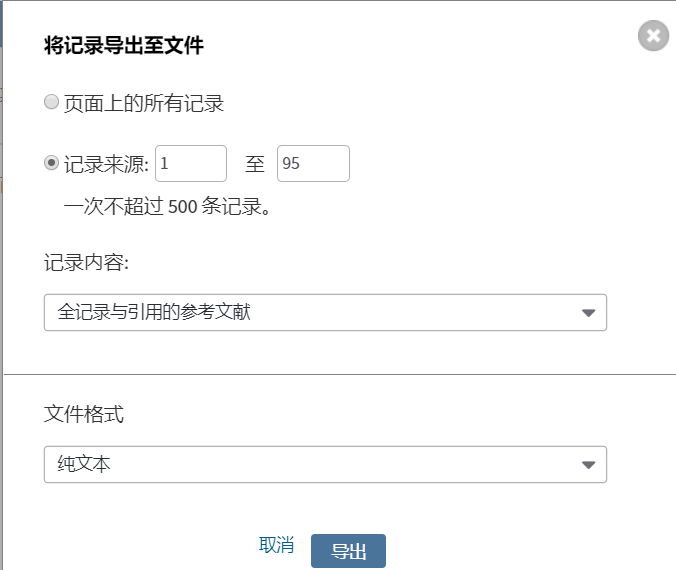 将记录导出至文件
页面上的所有记录
记录来源: 1 至 95
一次不超过 500 条记录。
记录内容:
全记录与引用的参考文献
文件格式
纯文本
取消 导出